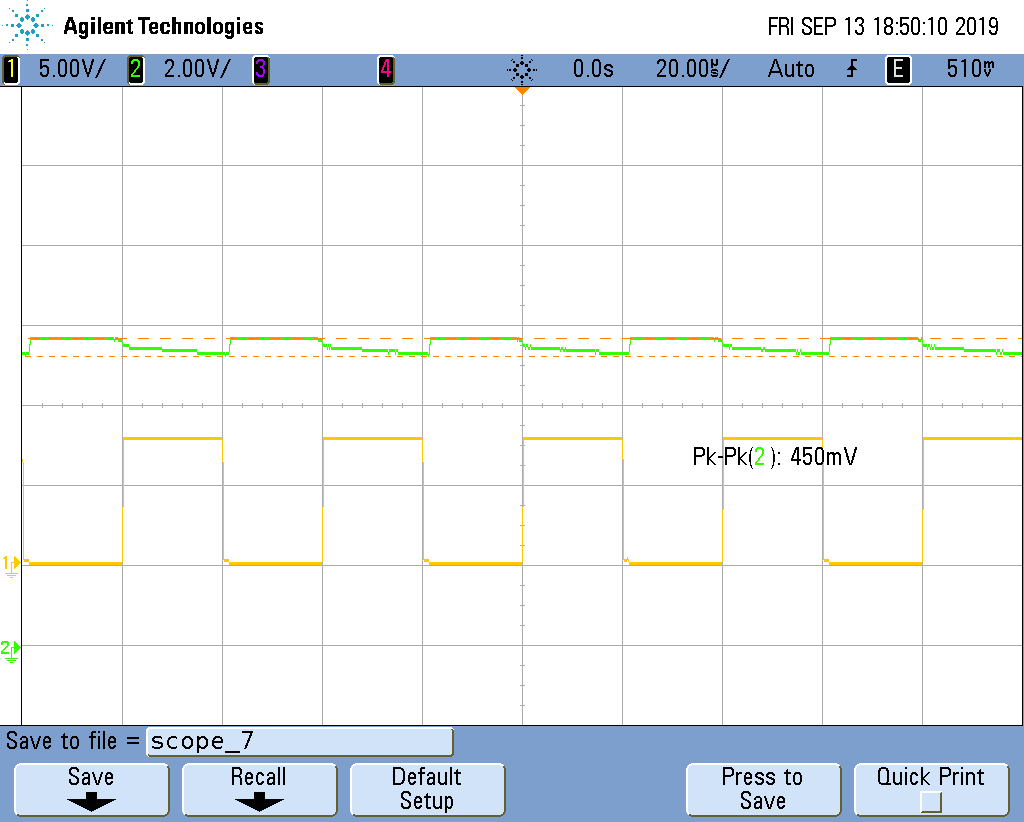 Agilent Technologies FRI SEP 13 18:50:10 2019
1 5.00V/ 2 2.00V/ 3 4 0.0s 20.00µs/ Auto E 510mV
Pk-Pk(2): 450mV
1
2
Save to file = scope_7
Save Recall Default Setup Press to Save Quick Print